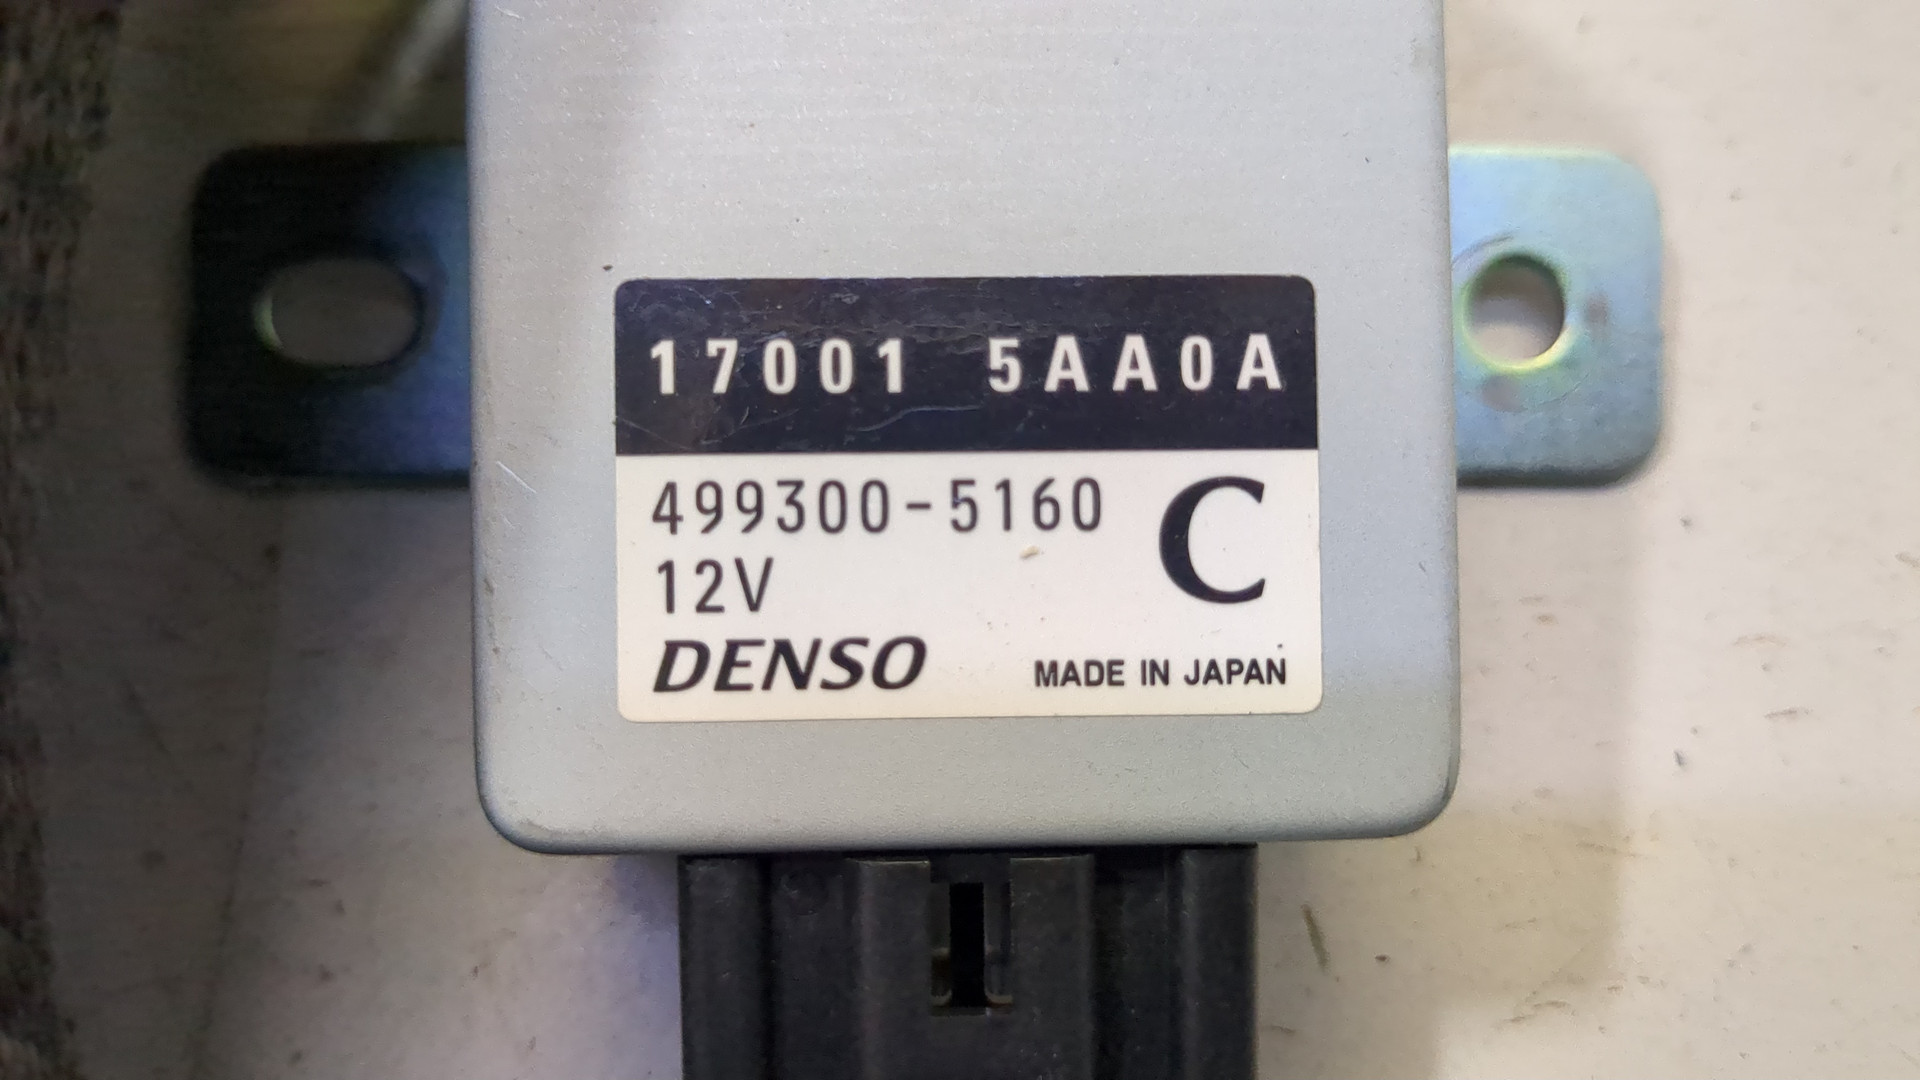 17001 5AA0A
499300-5160 C
12V
DENSO MADE IN JAPAN